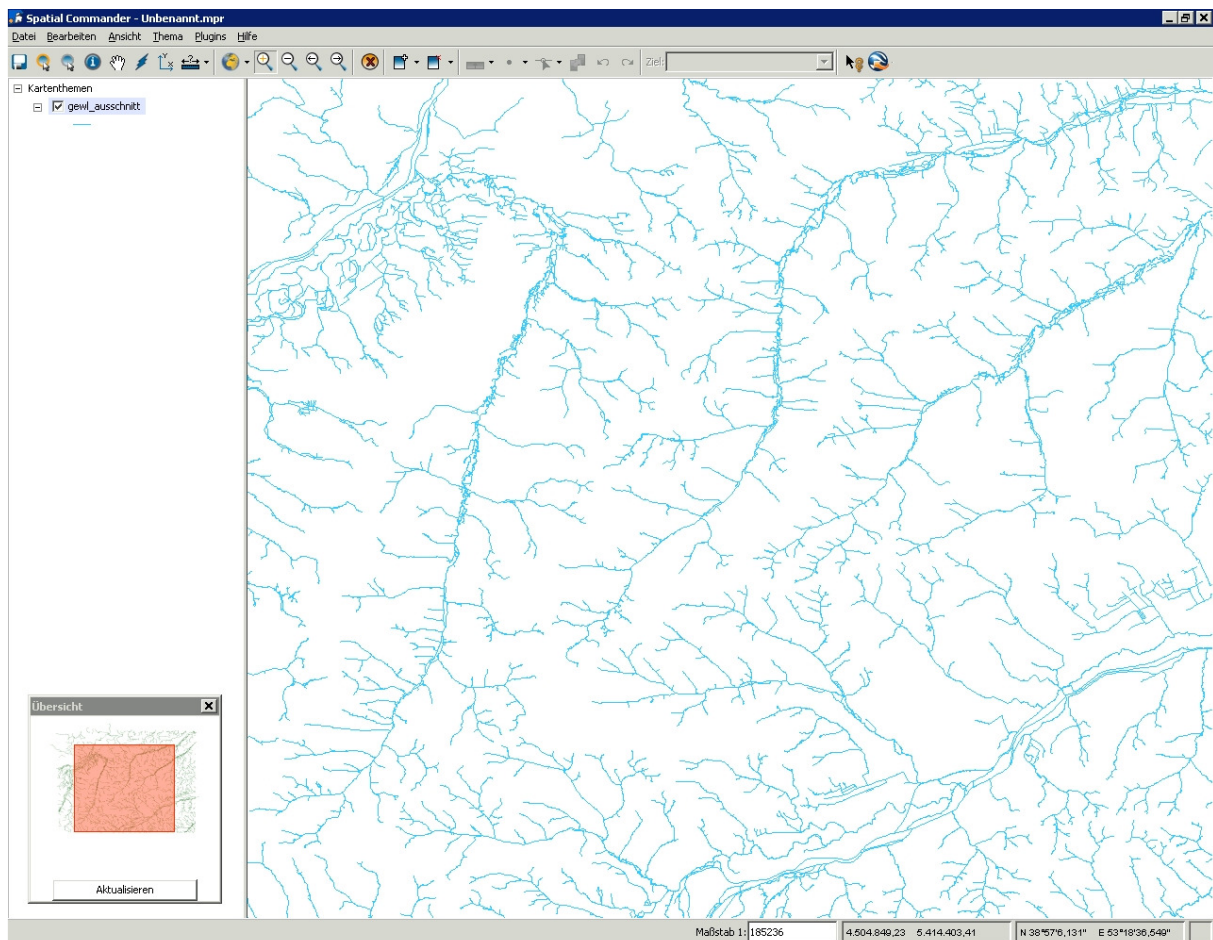 Spatial Commander - Unbenannt.mpr
Datei Bearbeiten Ansicht Thema Plugins Hilfe
Ziel:
Kartenthemen
gewl_ausschnitt
Übersicht
Aktualisieren
Maßstab 1: 185236 4.504.849,23 5.414.403,41 N 38°57'6,131" E 53°18'36,549"